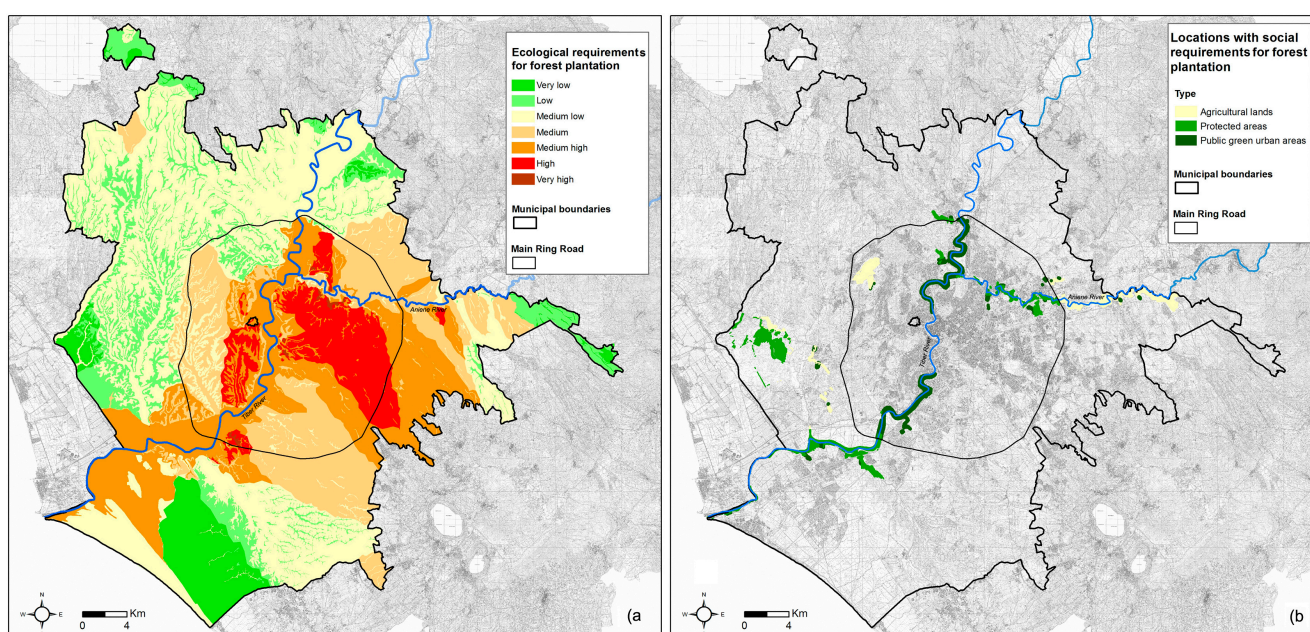 Ecological requirements
for forest plantation
Very low
Low
Medium low
Medium
Medium high
High
Very high
Municipal boundaries
Main Ring Road
Aniene River
Tiber River
N
W E
S
Km
0 4
(a)
Locations with social
requirements for forest
plantation
Type
Agricultural lands
Protected areas
Public green urban areas
Municipal boundaries
Main Ring Road
Aniene River
Tiber River
N
W E
S
Km
0 4
(b)